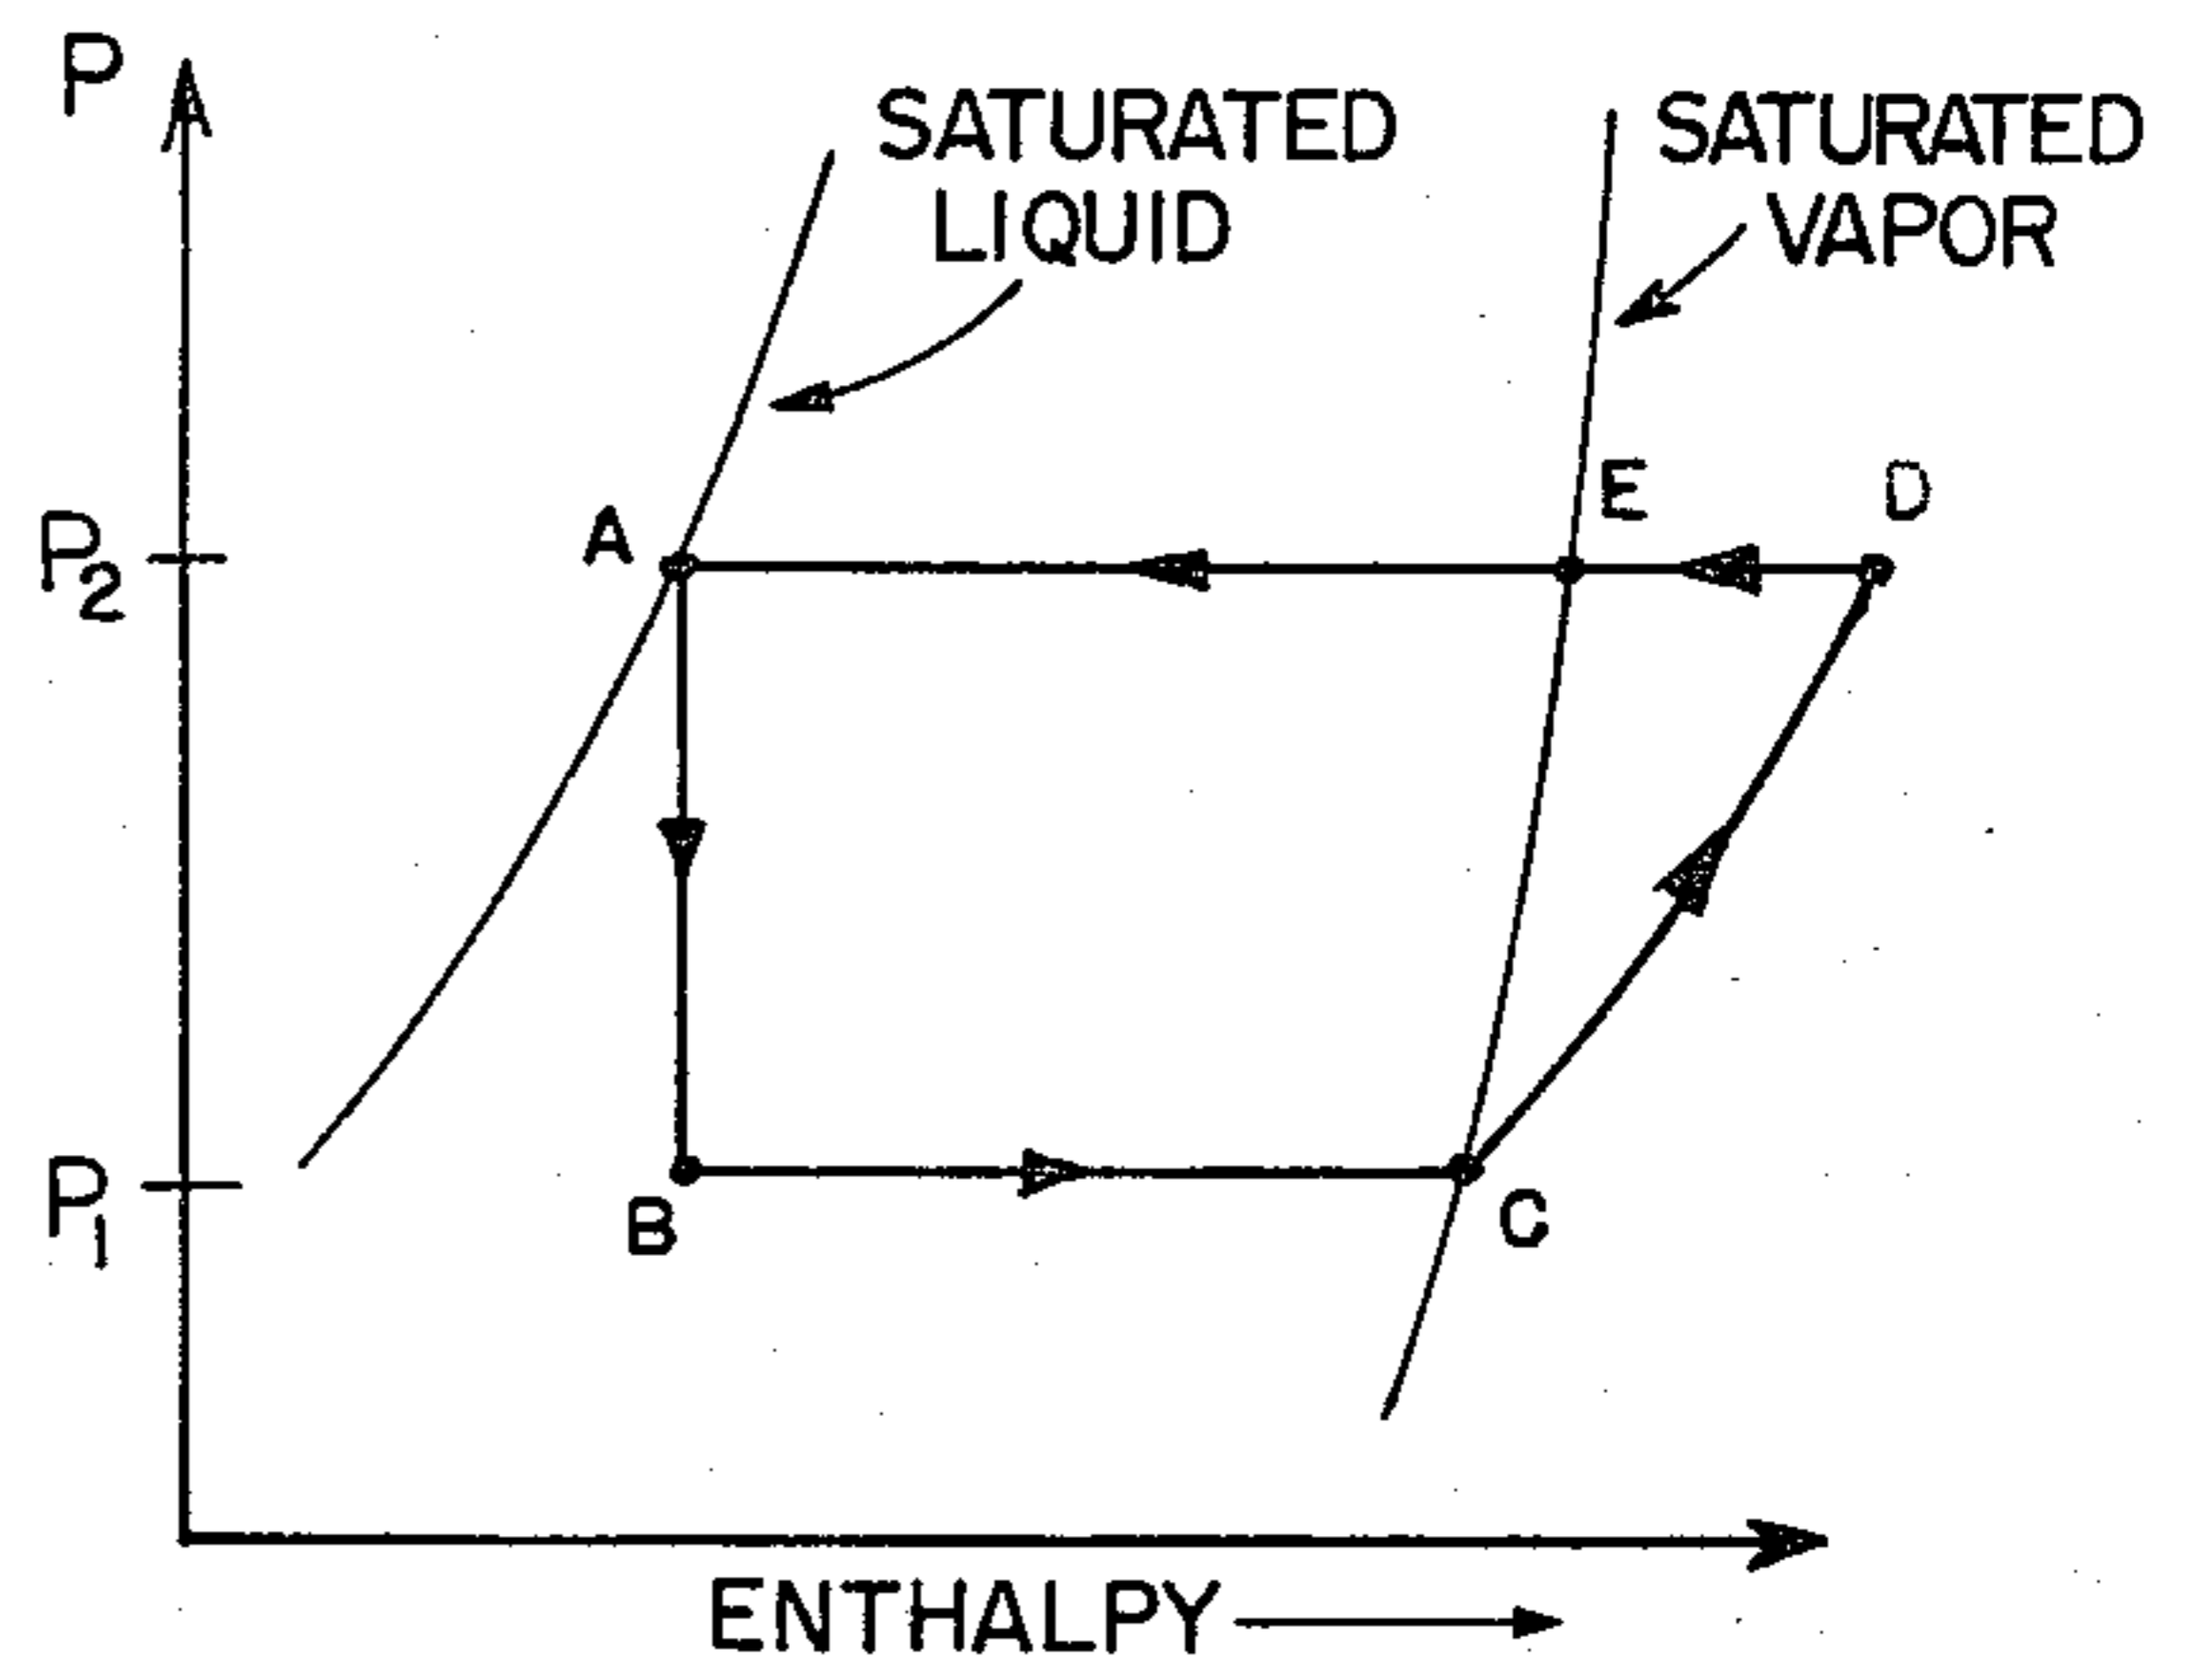 P
SATURATED
LIQUID
SATURATED
VAPOR
P2
A
E
D
P1
B
C
ENTHALPY